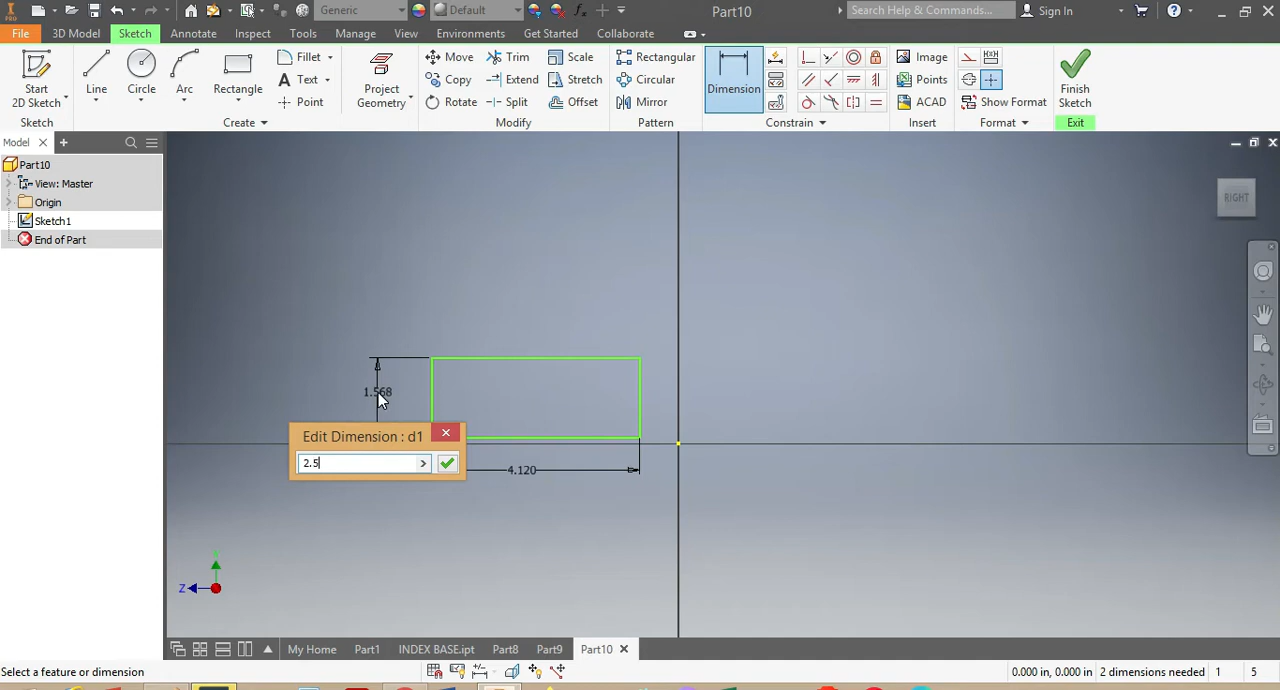 Generic
Default
Part10
Search Help & Commands...
Sign In
PRO
File
3D Model
Sketch
Annotate
Inspect
Tools
Manage
View
Environments
Get Started
Collaborate
Start
2D Sketch
Line
Circle
Arc
Rectangle
Fillet
Text
Point
Project
Geometry
Move
Copy
Rotate
Trim
Extend
Split
Scale
Stretch
Offset
Rectangular
Circular
Mirror
Dimension
Image
Points
ACAD
Show Format
Finish
Sketch
Sketch
Create
Modify
Pattern
Constrain
Insert
Format
Exit
Model
Part10
View: Master
Origin
Sketch1
End of Part
RIGHT
1.568
Edit Dimension : d1
2.5
4.120
Z
My Home
Part1
INDEX BASE.ipt
Part8
Part9
Part10
Select a feature or dimension
0.000 in, 0.000 in
2 dimensions needed
1
5